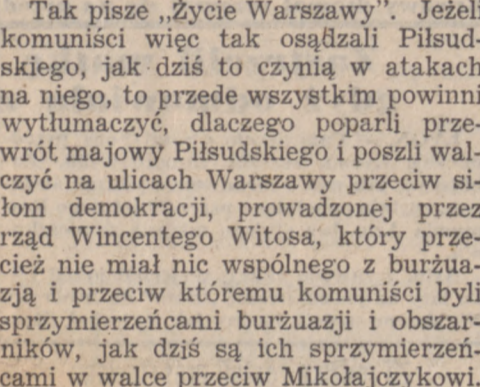 Tak pisze „Życie Warszawy”. Jeżeli
komuniści więc tak osądzali Piłsud-
skiego, jak dziś to czynią w atakach
na niego, to przede wszystkim powinni
wytłumaczyć, dlaczego poparli prze-
wrót majowy Piłsudskiego i poszli wal-
czyć na ulicach Warszawy przeciw si-
łom demokracji, prowadzonej przez
rząd Wincentego Witosa, który prze-
cież nie miał nic wspólnego z burżua-
zją i przeciw któremu komuniści byli
sprzymierzeńcami burżuazji i obszar-
ników, jak dziś są ich sprzymierzeń-
cami w walce przeciw Mikołajczykowi.